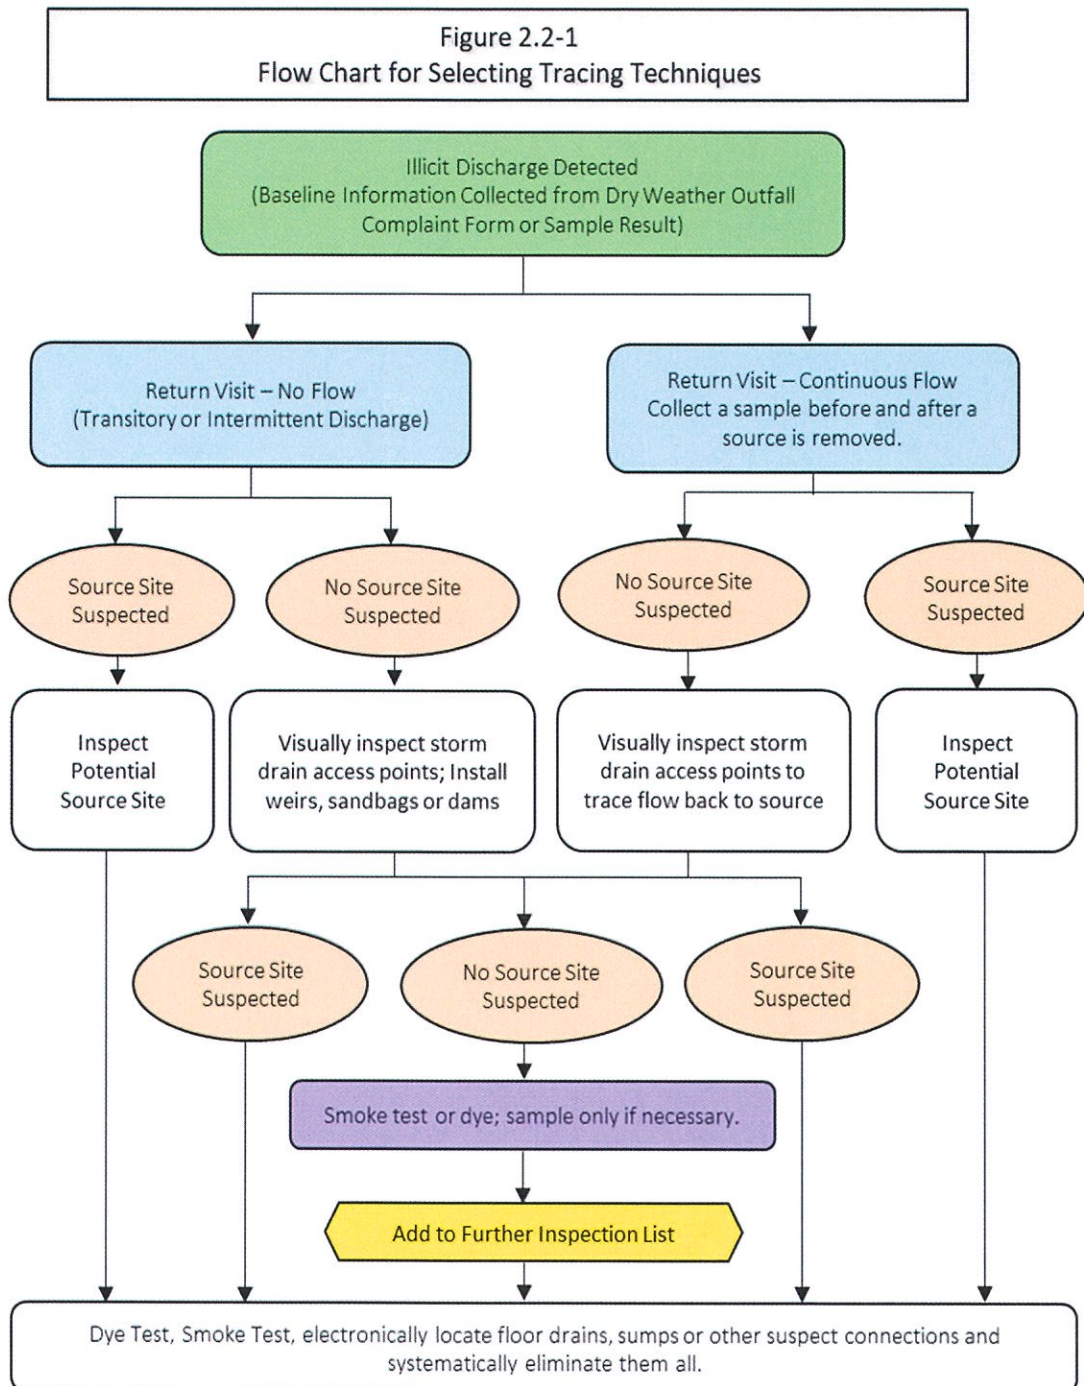 Figure 2.2-1
Flow Chart for Selecting Tracing Techniques
Illicit Discharge Detected
(Baseline Information Collected from Dry Weather Outfall
Complaint Form or Sample Result)
Return Visit – No Flow
(Transitory or Intermittent Discharge)
Return Visit – Continuous Flow
Collect a sample before and after a
source is removed.
Source Site
Suspected
No Source Site
Suspected
No Source Site
Suspected
Source Site
Suspected
Inspect
Potential
Source Site
Visually inspect storm
drain access points; Install
weirs, sandbags or dams
Visually inspect storm
drain access points to
trace flow back to source
Inspect
Potential
Source Site
Source Site
Suspected
No Source Site
Suspected
Source Site
Suspected
Smoke test or dye; sample only if necessary.
Add to Further Inspection List
Dye Test, Smoke Test, electronically locate floor drains, sumps or other suspect connections and
systematically eliminate them all.